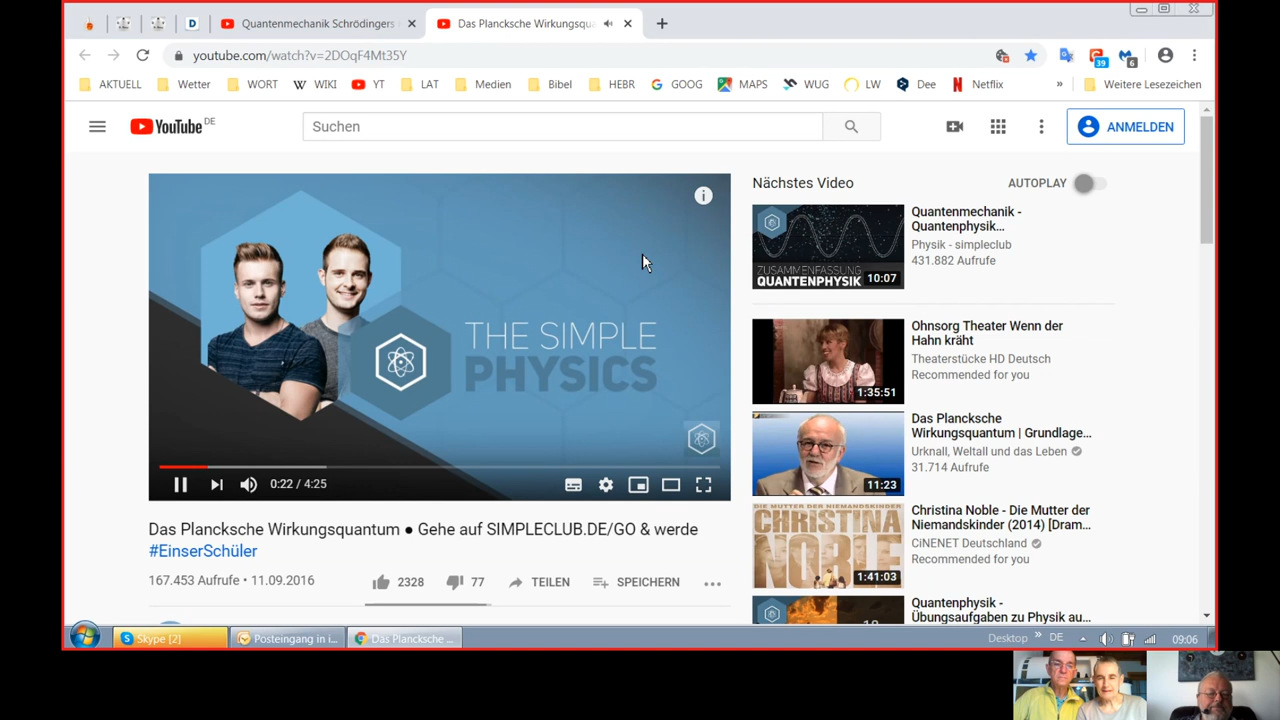 Quantenmechanik Schrödingers
Das Plancksche Wirkungsqua
youtube.com/watch?v=2DOqF4Mt35Y
39
6
AKTUELL
Wetter
WORT
WIKI
YT
LAT
Medien
Bibel
HEBR
GOOG
MAPS
WUG
LW
Dee
Netflix
»
Weitere Lesezeichen
YouTube DE
Suchen
ANMELDEN
THE SIMPLE
PHYSICS
0:22 / 4:25
Das Plancksche Wirkungsquantum ● Gehe auf SIMPLECLUB.DE/GO & werde
#EinserSchüler
167.453 Aufrufe • 11.09.2016
2328
77
TEILEN
SPEICHERN
Nächstes Video
AUTOPLAY
ZUSAMMENFASSUNG
QUANTENPHYSIK
10:07
Quantenmechanik -
Quantenphysik...
Physik - simpleclub
431.882 Aufrufe
1:35:51
Ohnsorg Theater Wenn der
Hahn kräht
Theaterstücke HD Deutsch
Recommended for you
11:23
Das Plancksche
Wirkungsquantum | Grundlage...
Urknall, Weltall und das Leben
31.714 Aufrufe
DIE MUTTER DER NIEMANDSKINDER
CHRISTINA
NOBLE
1:41:03
Christina Noble - Die Mutter der
Niemandskinder (2014) [Dram...
CiNENET Deutschland
Recommended for you
Quantenphysik -
Übungsaufgaben zu Physik au...
Skype [2]
Posteingang in i...
Das Plancksche ...
Desktop »
DE
09:06